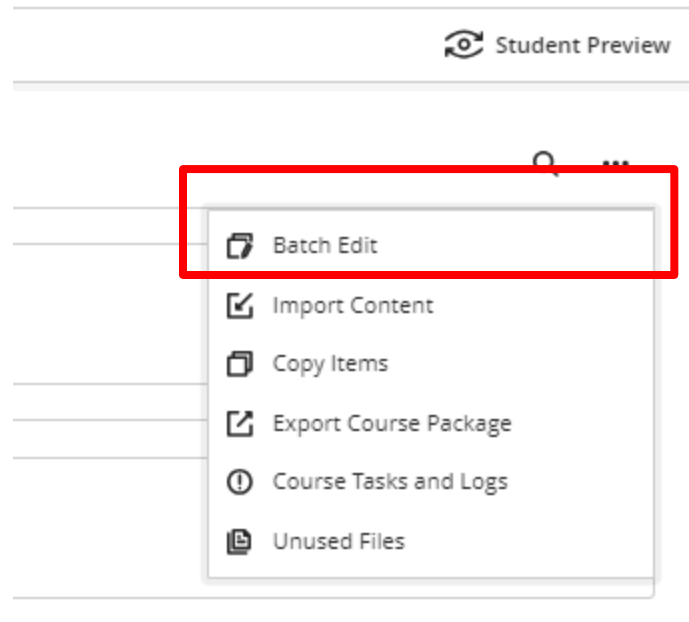 Student Preview
Batch Edit
Import Content
Copy Items
Export Course Package
Course Tasks and Logs
Unused Files